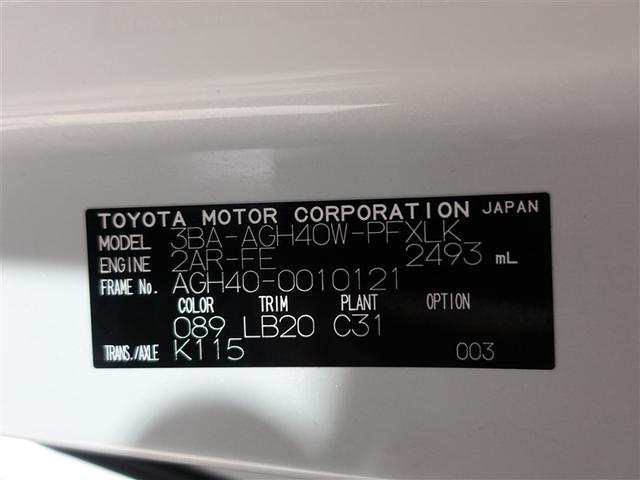 TOYOTA MOTOR CORPORATION JAPAN
MODEL 3BA-AGH40W-PFXLK
ENGINE 2AR-FE 2493 mL
FRAME No. AGH40-0010121
COLOR TRIM PLANT OPTION
089 LB20 C31
TRANS./AXLE K115 003